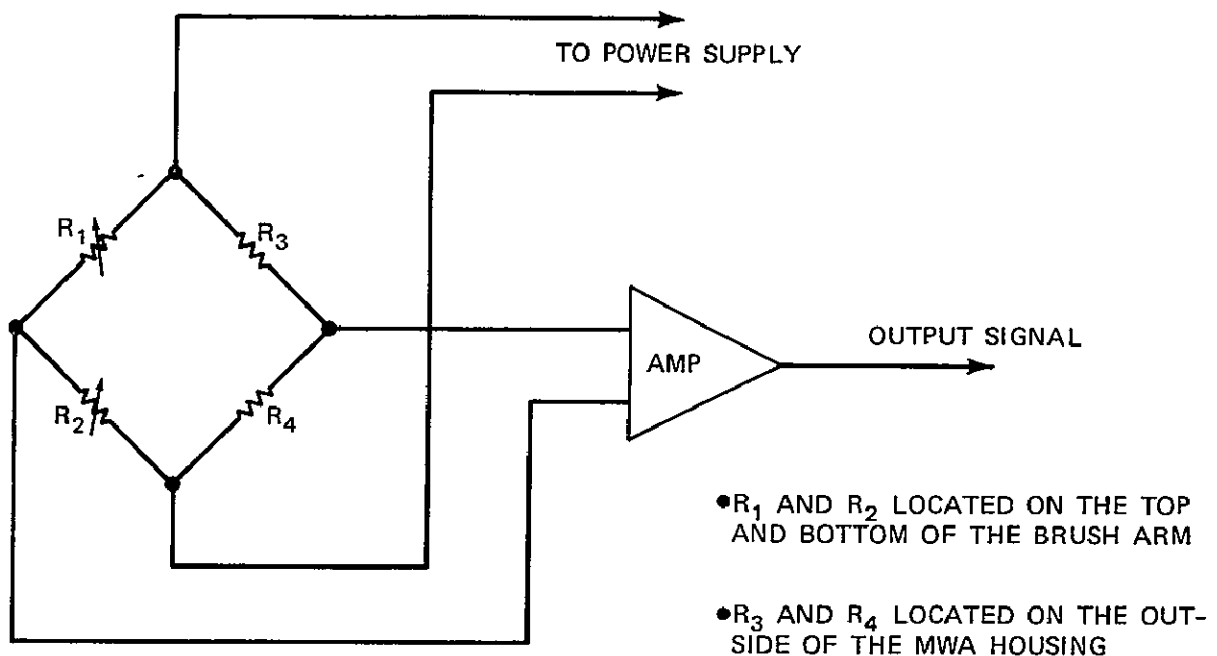 TO POWER SUPPLY
R1
R3
R2
R4
AMP
OUTPUT SIGNAL
●R1 AND R2 LOCATED ON THE TOP
AND BOTTOM OF THE BRUSH ARM
●R3 AND R4 LOCATED ON THE OUT-
SIDE OF THE MWA HOUSING